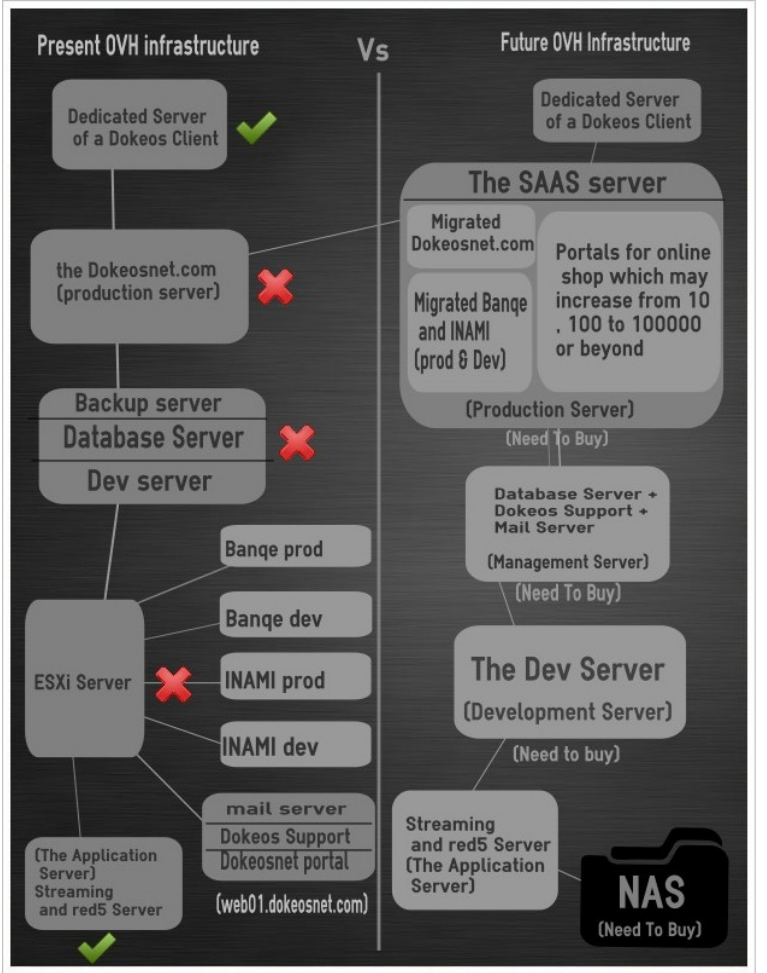 Present OVH infrastructure
Vs
Future OVH Infrastructure
Dedicated Server
of a Dokeos Client
the Dokeosnet.com
(production server)
Backup server
Database Server
Dev server
ESXi Server
Banqe prod
Banqe dev
INAMI prod
INAMI dev
mail server
Dokeos Support
Dokeosnet portal
(web01.dokeosnet.com)
(The Application
Server)
Streaming
and red5 Server
Dedicated Server
of a Dokeos Client
The SAAS server
Migrated
Dokeosnet.com
Migrated Banqe
and INAMI
(prod & Dev)
Portals for online
shop which may
increase from 10
. 100 to 100000
or beyond
(Production Server)
(Need To Buy)
Database Server +
Dokeos Support +
Mail Server
(Management Server)
(Need To Buy)
The Dev Server
(Development Server)
(Need to buy)
Streaming
and red5 Server
(The Application
Server)
NAS
(Need To Buy)